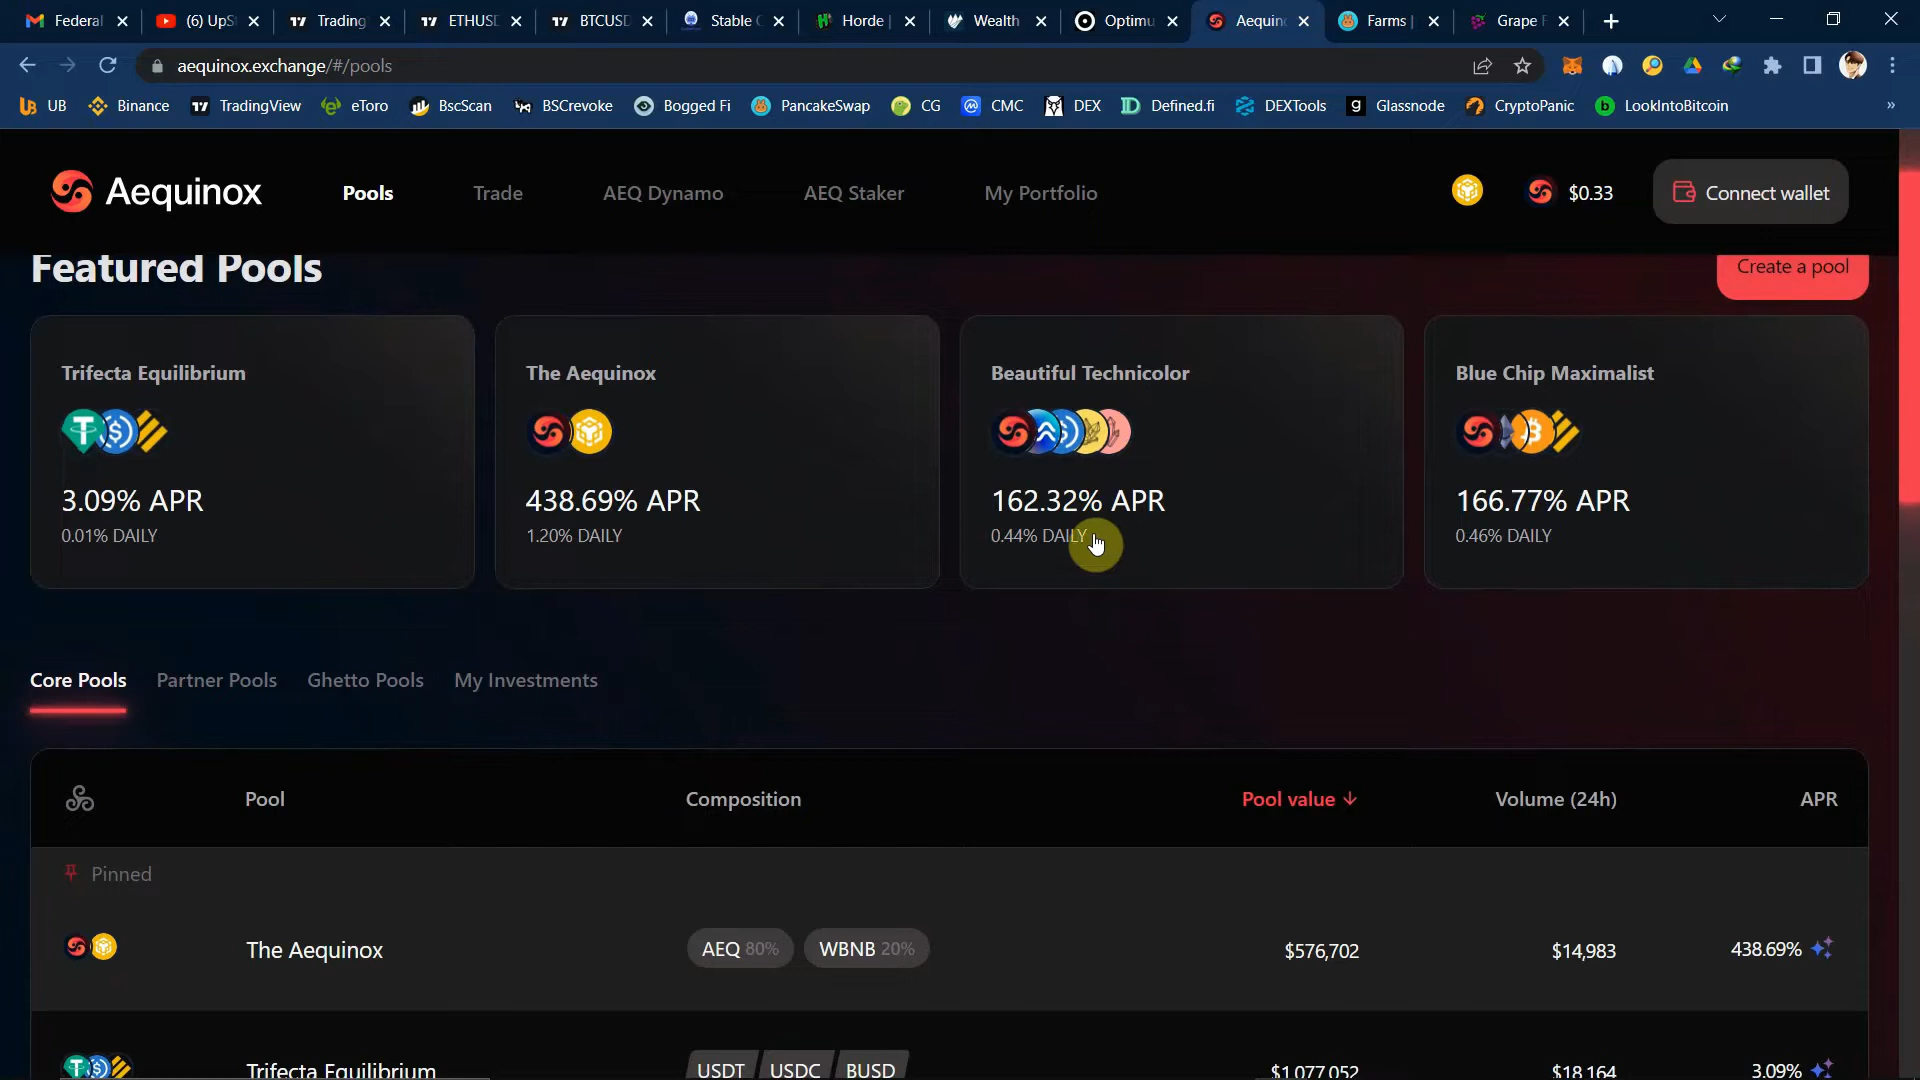 Federal
(6) UpS
Trading
ETHUSD
BTCUSD
Stable C
Horde |
Wealth
Optimu
Aequino
Farms |
Grape F
aequinox.exchange/#/pools
UB
Binance
TradingView
eToro
BscScan
BSCrevoke
Bogged Fi
PancakeSwap
CG
CMC
DEX
Defined.fi
DEXTools
Glassnode
CryptoPanic
LookIntoBitcoin
»
Aequinox
Pools
Trade
AEQ Dynamo
AEQ Staker
My Portfolio
$0.33
Connect wallet
Featured Pools
Create a pool
Trifecta Equilibrium
The Aequinox
Beautiful Technicolor
Blue Chip Maximalist
3.09% APR
438.69% APR
162.32% APR
166.77% APR
0.01% DAILY
1.20% DAILY
0.44% DAILY
0.46% DAILY
Core Pools
Partner Pools
Ghetto Pools
My Investments
Pool
Composition
Pool value ↓
Volume (24h)
APR
Pinned
The Aequinox
AEQ 80%
WBNB 20%
$576,702
$14,983
438.69%
Trifecta Equilibrium
USDT
USDC
BUSD
$1,077,052
$18,164
3.09%